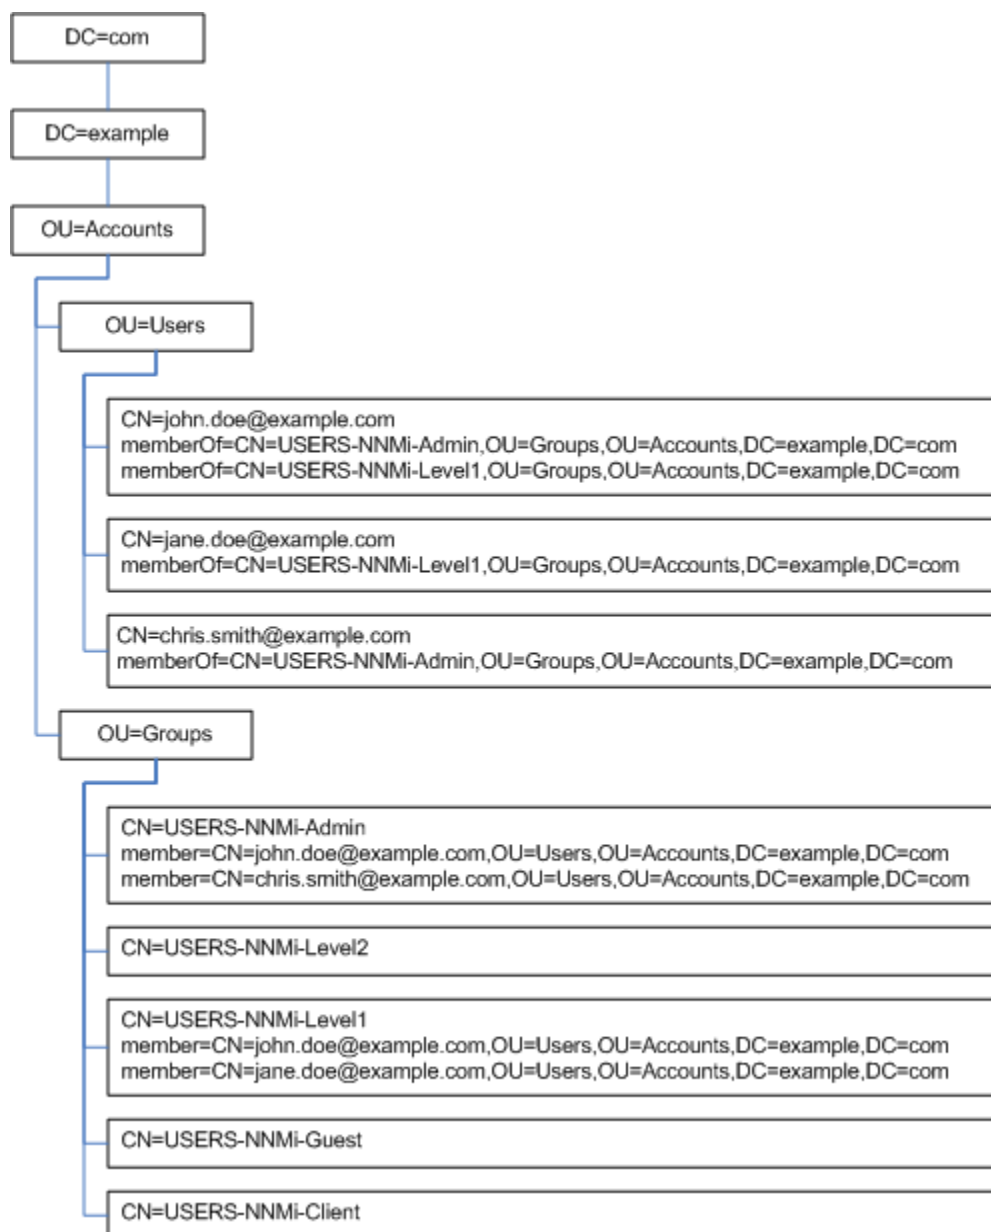 DC=com
DC=example
OU=Accounts
OU=Users
CN=john.doe@example.com
memberOf=CN=USERS-NNMi-Admin,OU=Groups,OU=Accounts,DC=example,DC=com
memberOf=CN=USERS-NNMi-Level1,OU=Groups,OU=Accounts,DC=example,DC=com
CN=jane.doe@example.com
memberOf=CN=USERS-NNMi-Level1,OU=Groups,OU=Accounts,DC=example,DC=com
CN=chris.smith@example.com
memberOf=CN=USERS-NNMi-Admin,OU=Groups,OU=Accounts,DC=example,DC=com
OU=Groups
CN=USERS-NNMi-Admin
member=CN=john.doe@example.com,OU=Users,OU=Accounts,DC=example,DC=com
member=CN=chris.smith@example.com,OU=Users,OU=Accounts,DC=example,DC=com
CN=USERS-NNMi-Level2
CN=USERS-NNMi-Level1
member=CN=john.doe@example.com,OU=Users,OU=Accounts,DC=example,DC=com
member=CN=jane.doe@example.com,OU=Users,OU=Accounts,DC=example,DC=com
CN=USERS-NNMi-Guest
CN=USERS-NNMi-Client